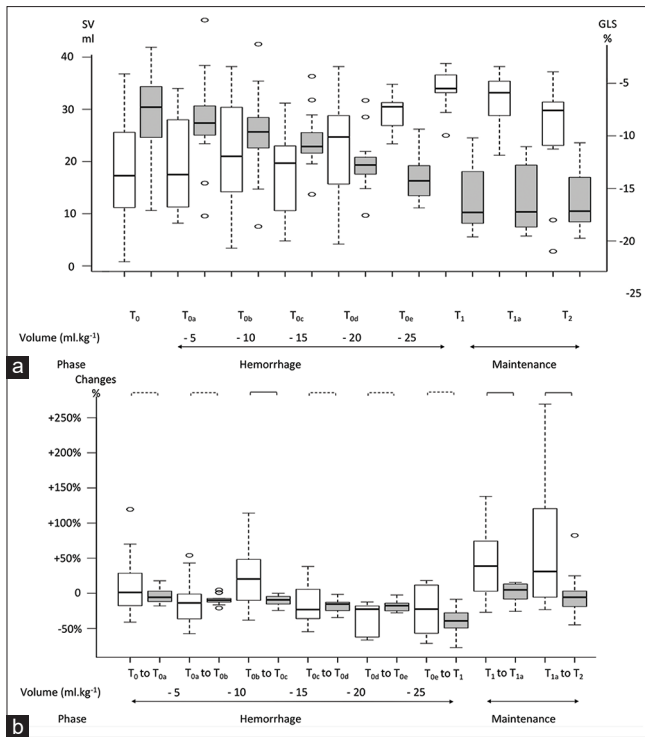 SV GLS
ml %
40
30
20
10
0
-5
-10
-15
-20
-25
T0 T0a T0b T0c T0d T0e T1 T1a T2
Volume (ml.kg-1) - 5 - 10 - 15 - 20 - 25
a
Phase Hemorrhage Maintenance
Changes
%
+250%
+200%
+150%
+100%
+50%
0
-50%
T0 to T0a T0a to T0b T0b to T0c T0c to T0d T0d to T0e T0e to T1 T1 to T1a T1a to T2
Volume (ml.kg-1) - 5 - 10 - 15 - 20 - 25
Phase Hemorrhage Maintenance
b